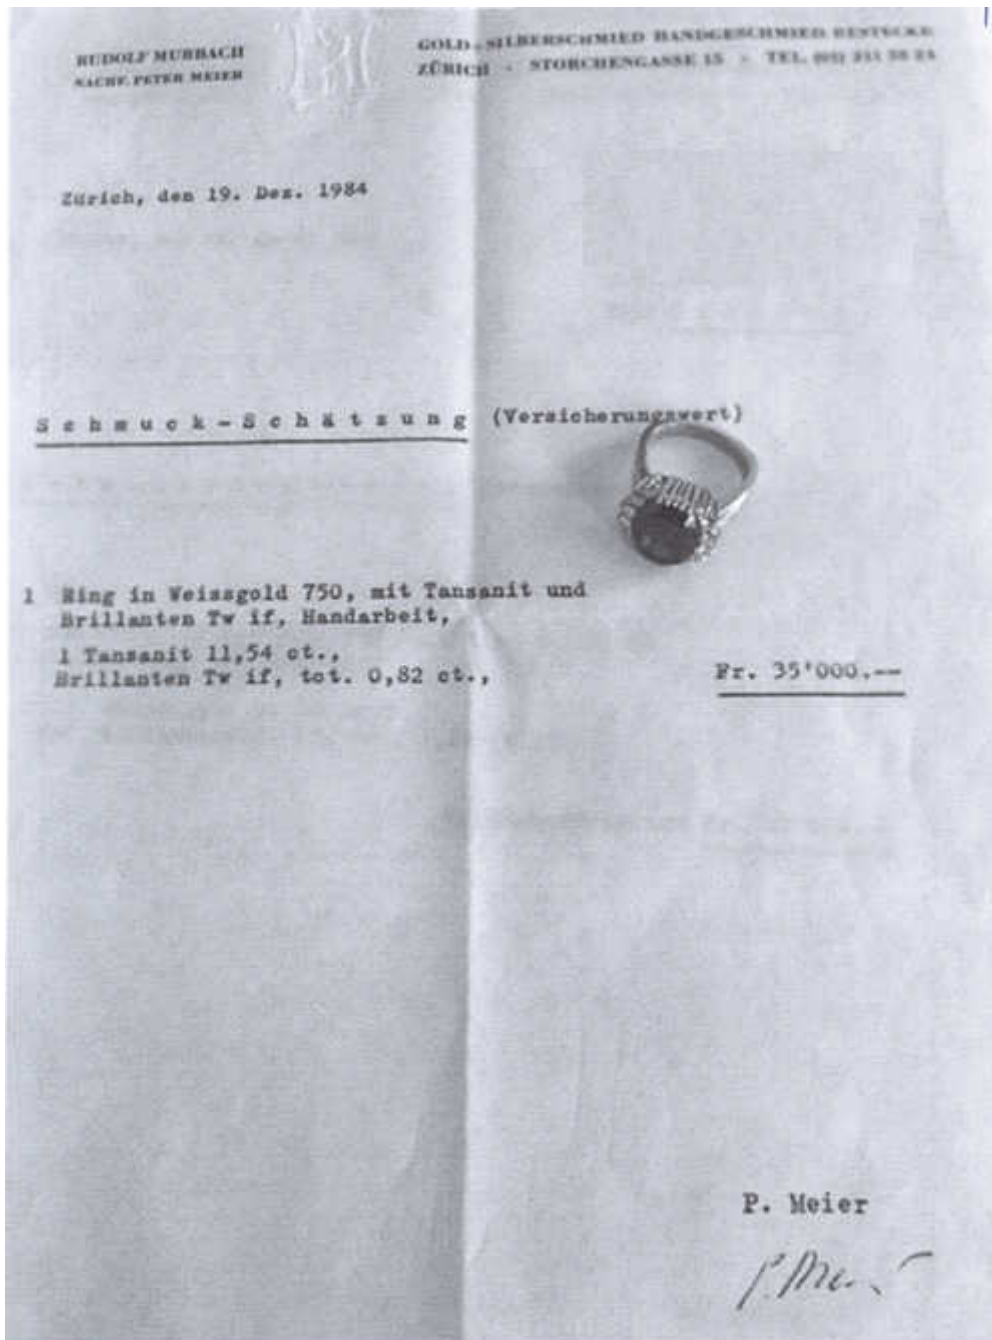 RUDOLF MURBACH
NACHF. PETER MEIER
GOLD- SILBERSCHMIED HANDGESCHMIED BESTECKE
ZÜRICH - STORCHENGASSE 15 - TEL.
Zürich, den 19. Dez. 1984
Schmuck-Schätzung (Versicherungswert)
1 Ring in Weissgold 750, mit Tansanit und
Brillanten Tw if, Handarbeit,
1 Tansanit 11,54 ct.,
Brillanten Tw if, tot. 0,82 ct., Fr. 35'000.--
P. Meier